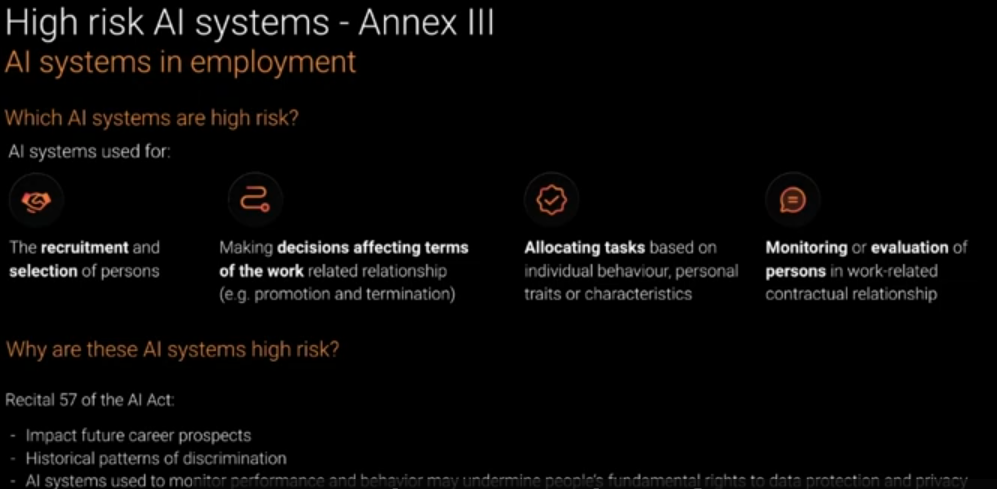 High risk AI systems - Annex III
AI systems in employment
Which AI systems are high risk?
AI systems used for:
The recruitment and
selection of persons
Making decisions affecting terms
of the work related relationship
(e.g. promotion and termination)
Allocating tasks based on
individual behaviour, personal
traits or characteristics
Monitoring or evaluation of
persons in work-related
contractual relationship
Why are these AI systems high risk?
Recital 57 of the AI Act:
- Impact future career prospects
- Historical patterns of discrimination
- AI systems used to monitor performance and behavior may undermine people's fundamental rights to data protection and privacy